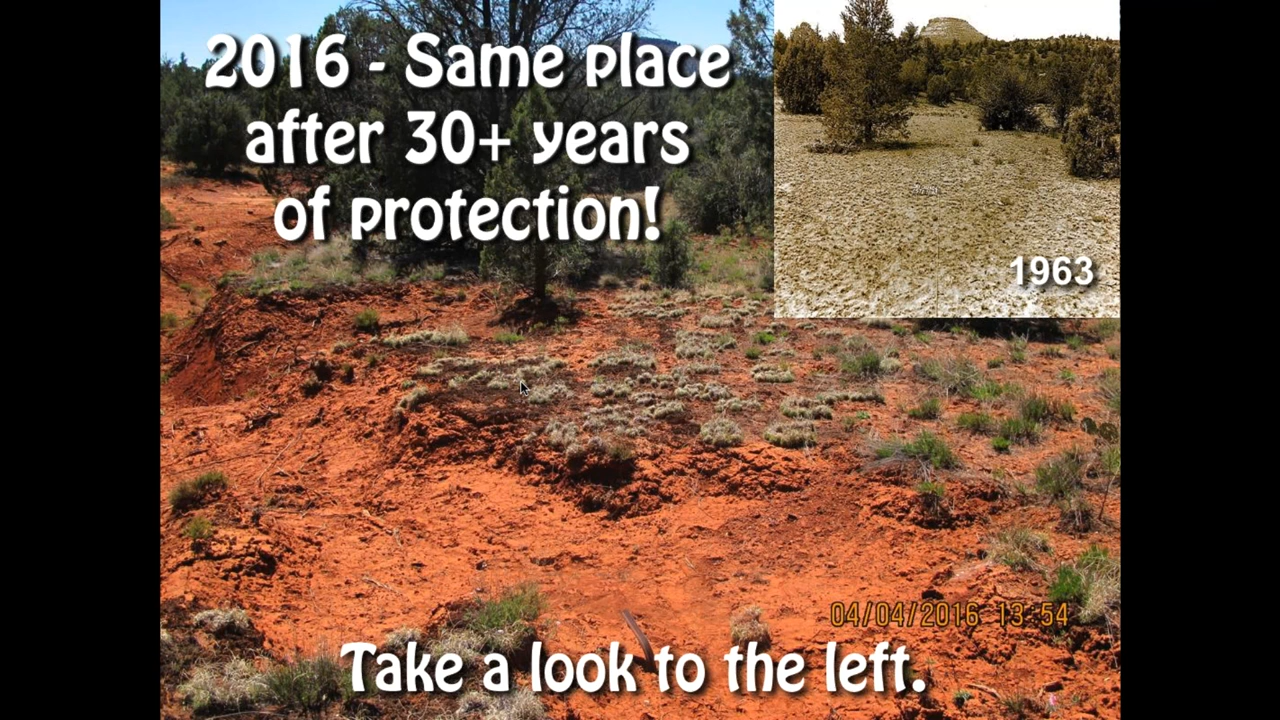 2016 - Same place
after 30+ years
of protection!
1963
04/04/2016 13:54
Take a look to the left.